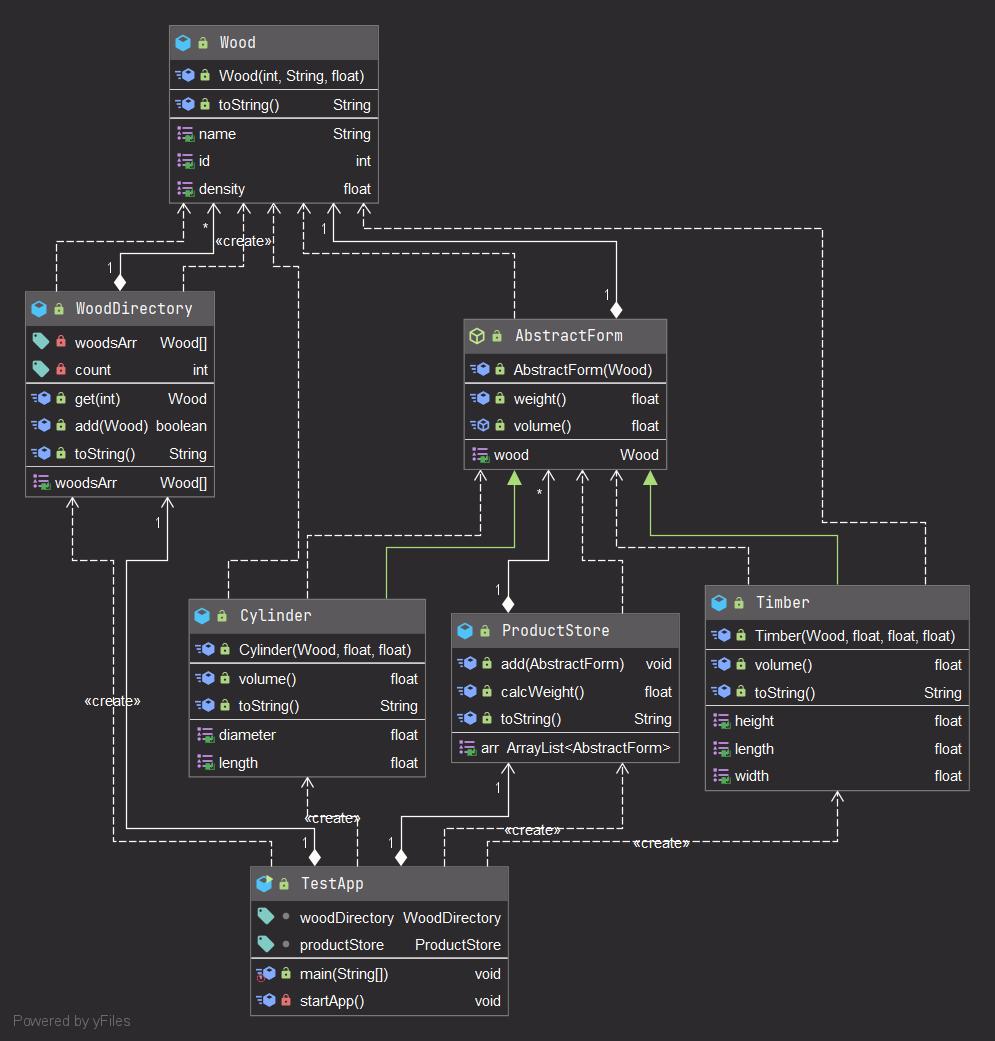 Wood
Wood(int, String, float)
toString() String
name String
id int
density float
*
«create»
1
1
1
WoodDirectory
woodsArr Wood[]
count int
get(int) Wood
add(Wood) boolean
toString() String
woodsArr Wood[]
AbstractForm
AbstractForm(Wood)
weight() float
volume() float
wood Wood
1
*
1
Cylinder
Cylinder(Wood, float, float)
volume() float
toString() String
diameter float
length float
ProductStore
add(AbstractForm) void
calcWeight() float
toString() String
arr ArrayList<AbstractForm>
Timber
Timber(Wood, float, float, float)
volume() float
toString() String
height float
length float
width float
«create»
1
«create»
«create»
«create»
1
1
TestApp
woodDirectory WoodDirectory
productStore ProductStore
main(String[]) void
startApp() void
Powered by yFiles